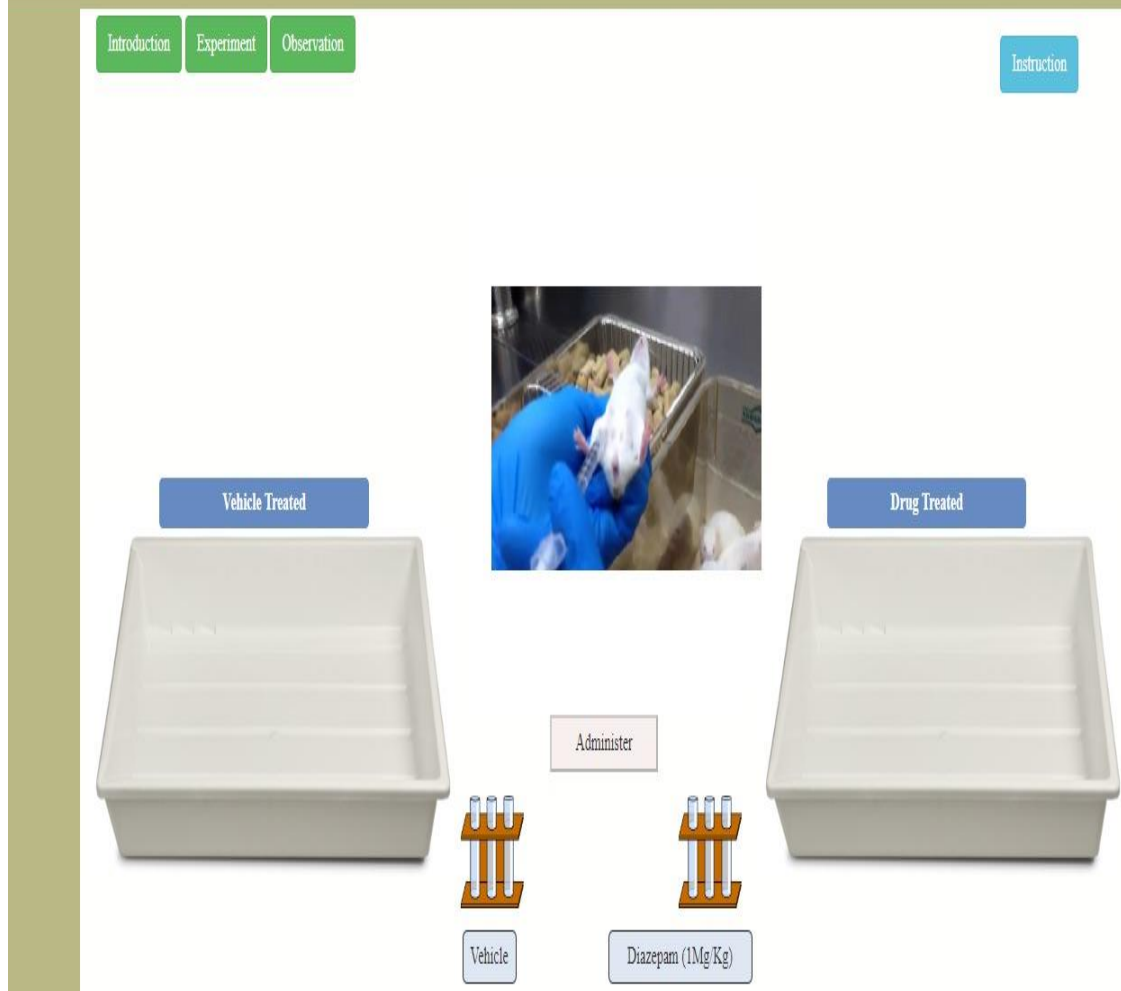 Introduction
Experiment
Observation
Instruction
Vehicle Treated
Drug Treated
Administer
Vehicle
Diazepam (1Mg/Kg)